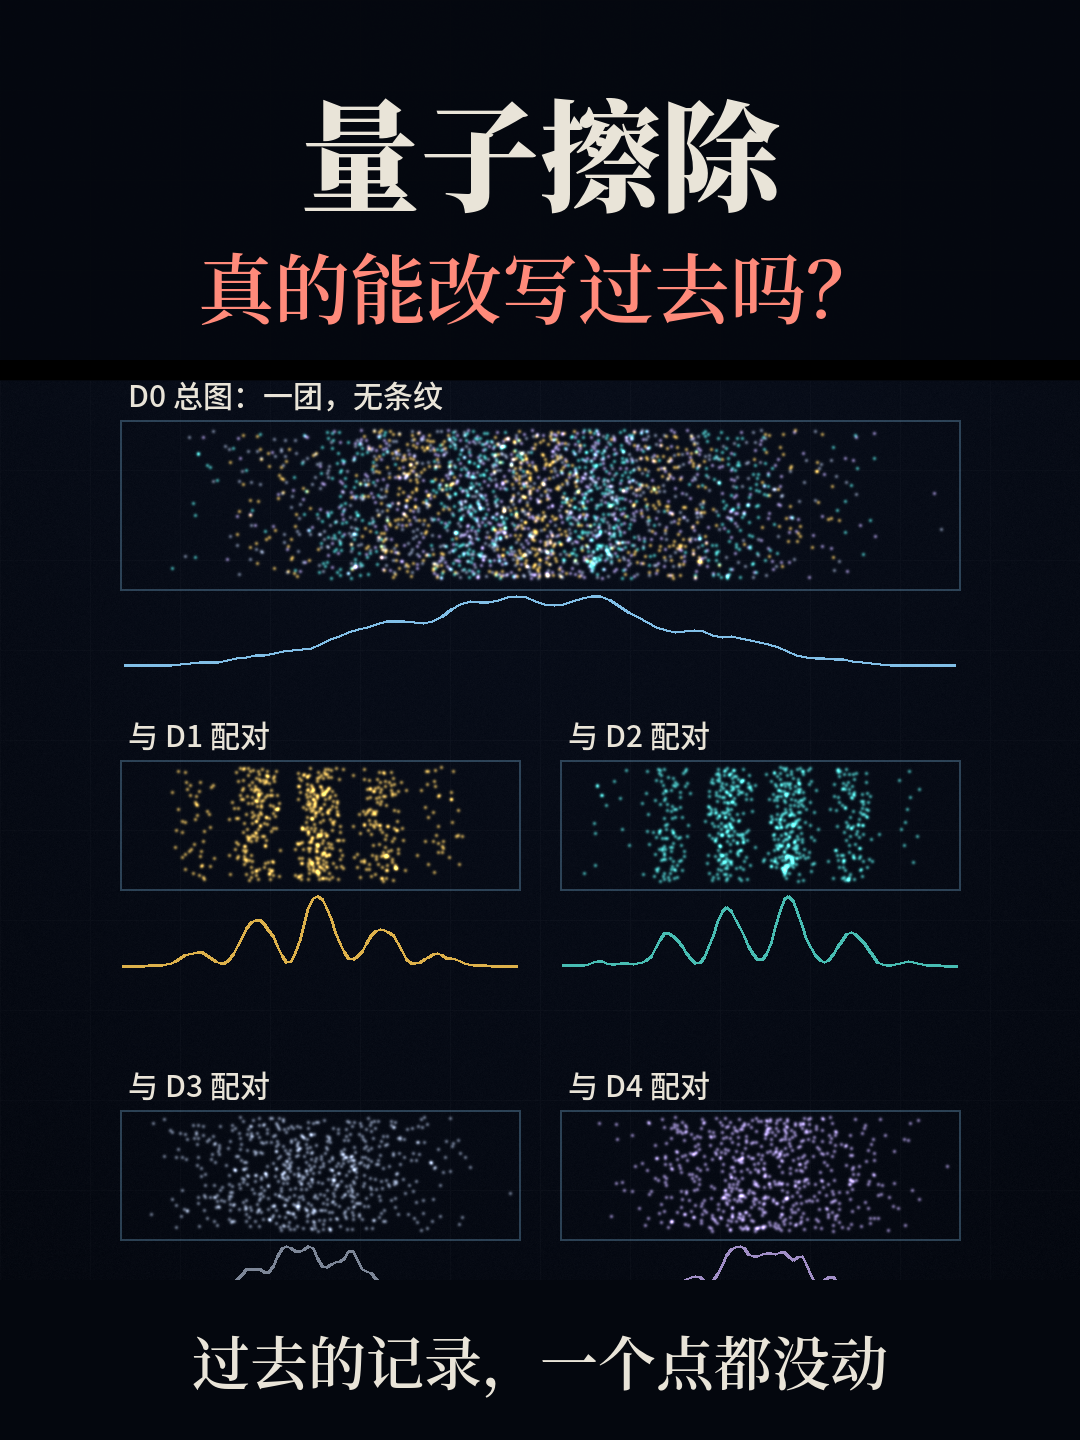 量子擦除
真的能改写过去吗？
D0 总图：一团，无条纹
与 D1 配对
与 D2 配对
与 D3 配对
与 D4 配对
过去的记录，一个点都没动